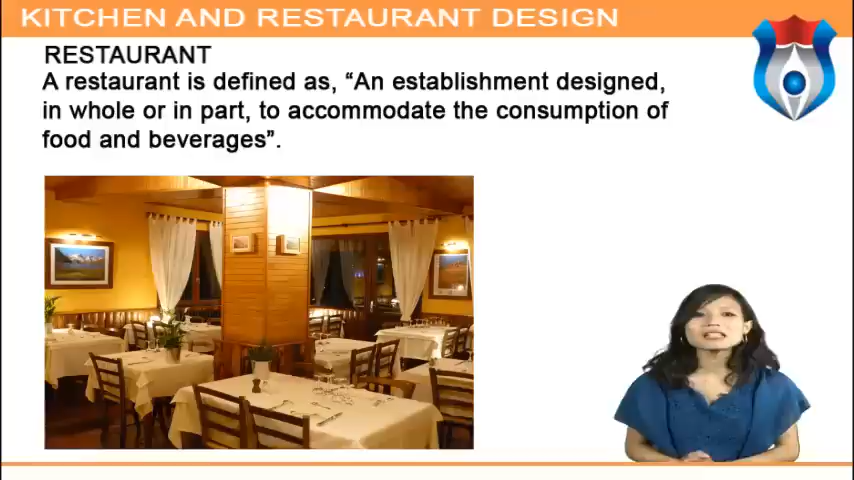 KITCHEN AND RESTAURANT DESIGN
RESTAURANT
A restaurant is defined as, “An establishment designed,
in whole or in part, to accommodate the consumption of
food and beverages”.